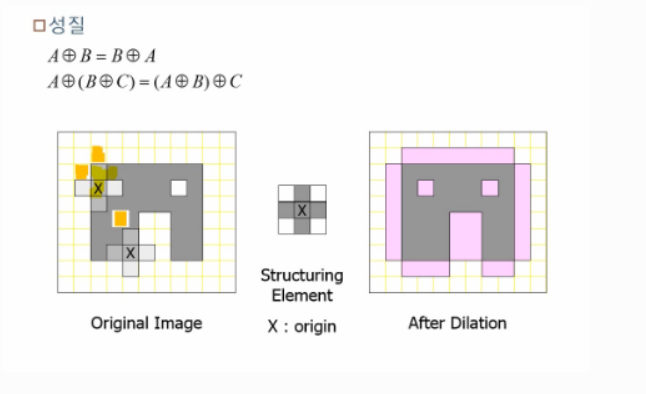 성질
A⊕B = B⊕A
A⊕(B⊕C) = (A⊕B)⊕C
X
X
X
Structuring
Element
Original Image
X : origin
After Dilation